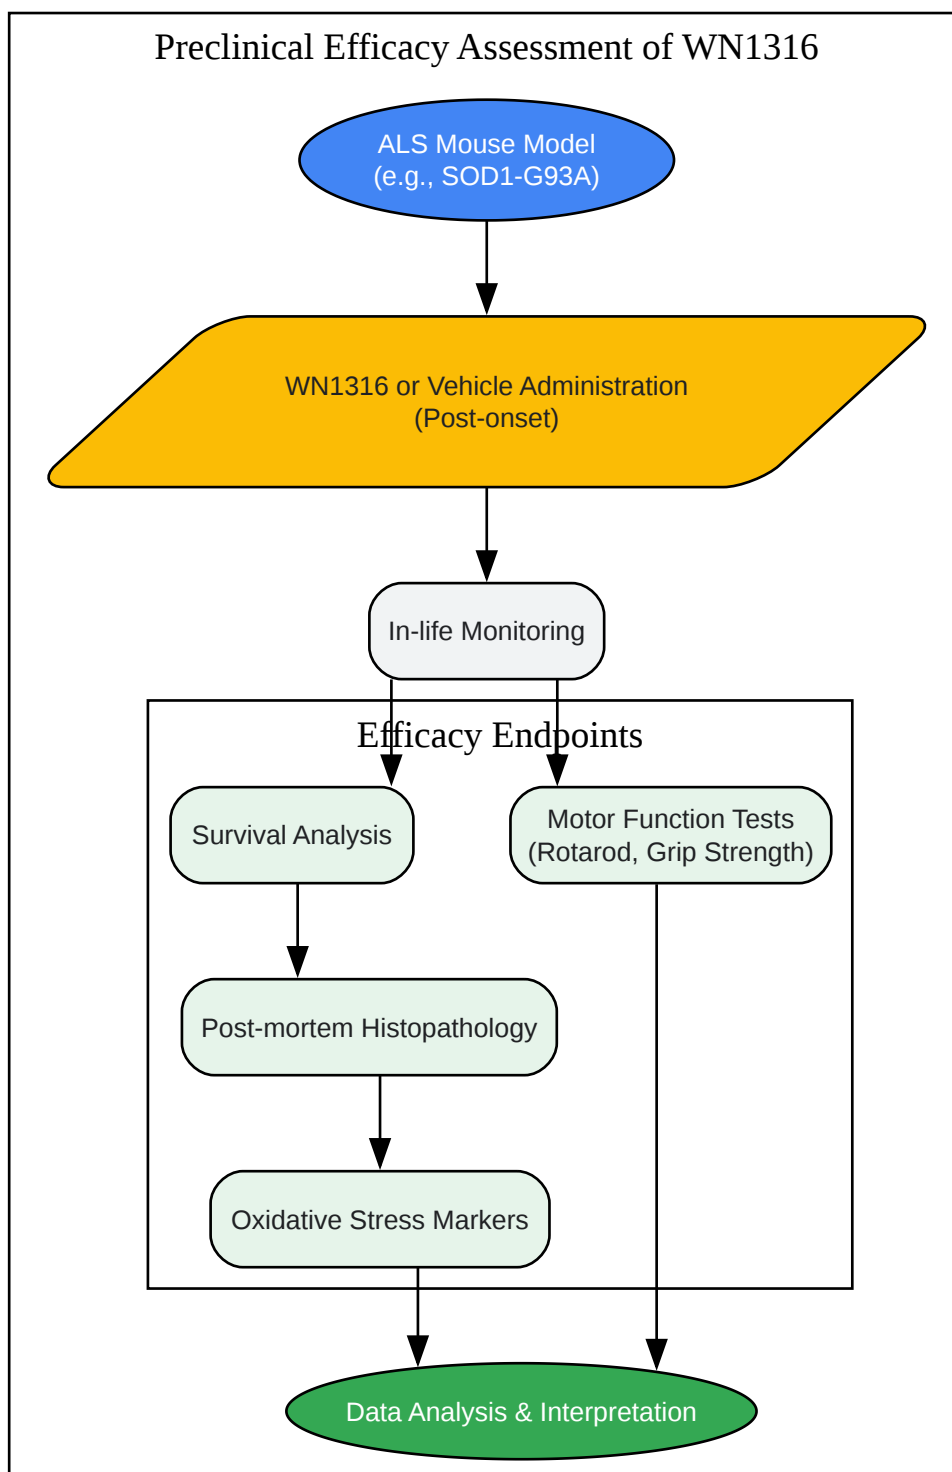 Preclinical Efficacy Assessment of WN1316
ALS Mouse Model
(e.g., SOD1-G93A)
WN1316 or Vehicle Administration
(Post-onset)
In-life Monitoring
Efficacy Endpoints
Survival Analysis
Motor Function Tests
(Rotarod, Grip Strength)
Post-mortem Histopathology
Oxidative Stress Markers
Data Analysis & Interpretation